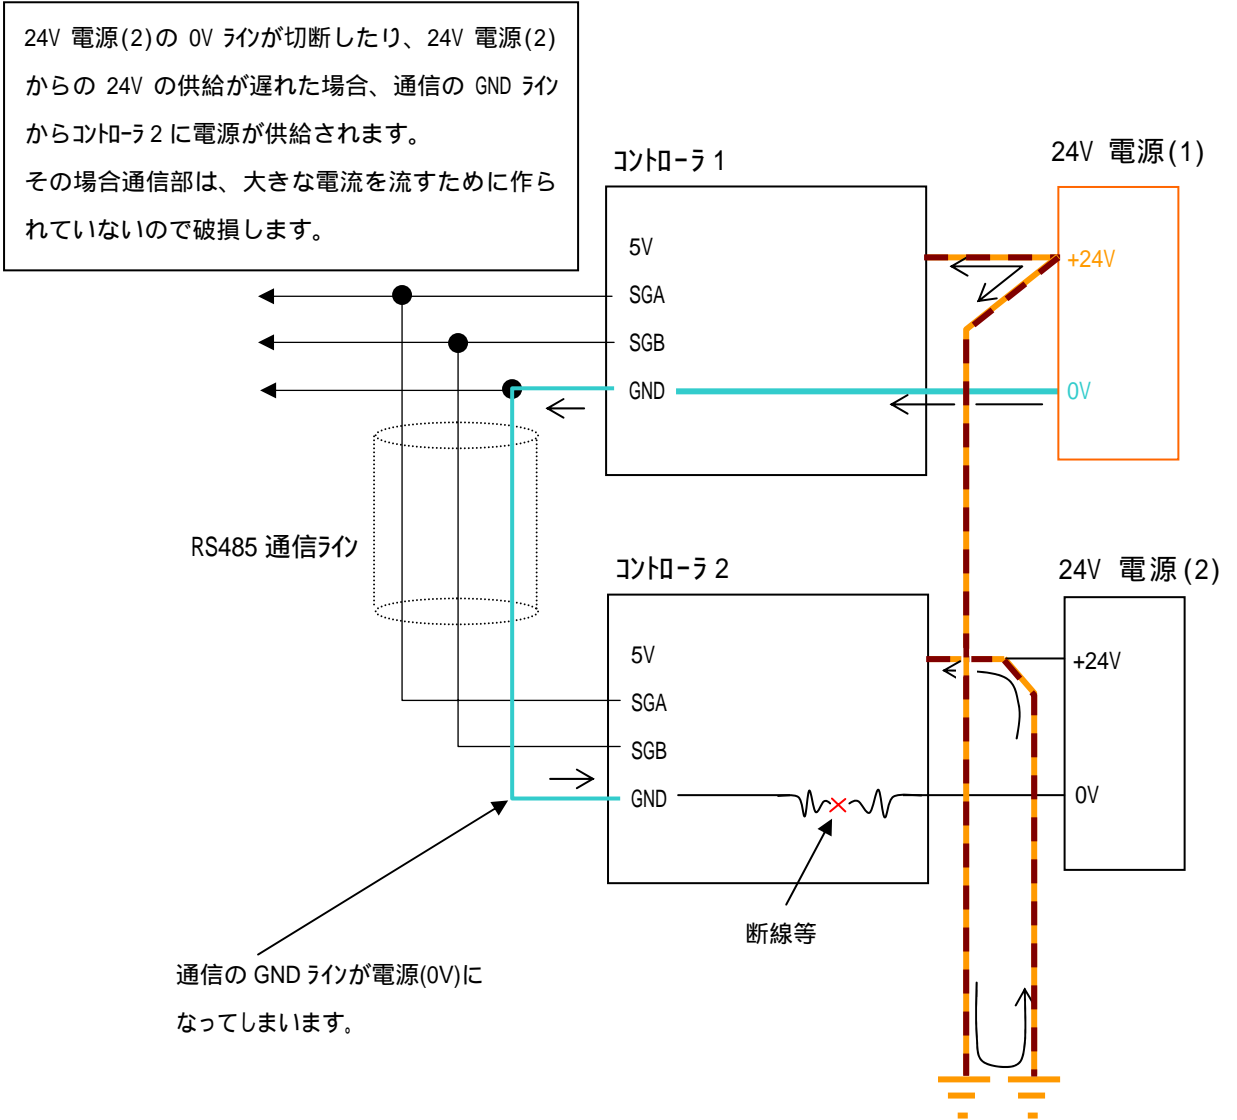 24V 電源(2)の 0V ﾗｲﾝが切断したり、24V 電源(2)
からの 24V の供給が遅れた場合、通信の GND ﾗｲﾝ
からｺﾝﾄﾛｰﾗ 2 に電源が供給されます。
その場合通信部は、大きな電流を流すために作ら
れていないので破損します。
ｺﾝﾄﾛｰﾗ 1
24V 電源(1)
5V
SGA
SGB
GND
+24V
0V
RS485 通信ﾗｲﾝ
ｺﾝﾄﾛｰﾗ 2
24V 電源(2)
5V
SGA
SGB
GND
+24V
0V
断線等
通信の GND ﾗｲﾝが電源(0V)に
なってしまいます。